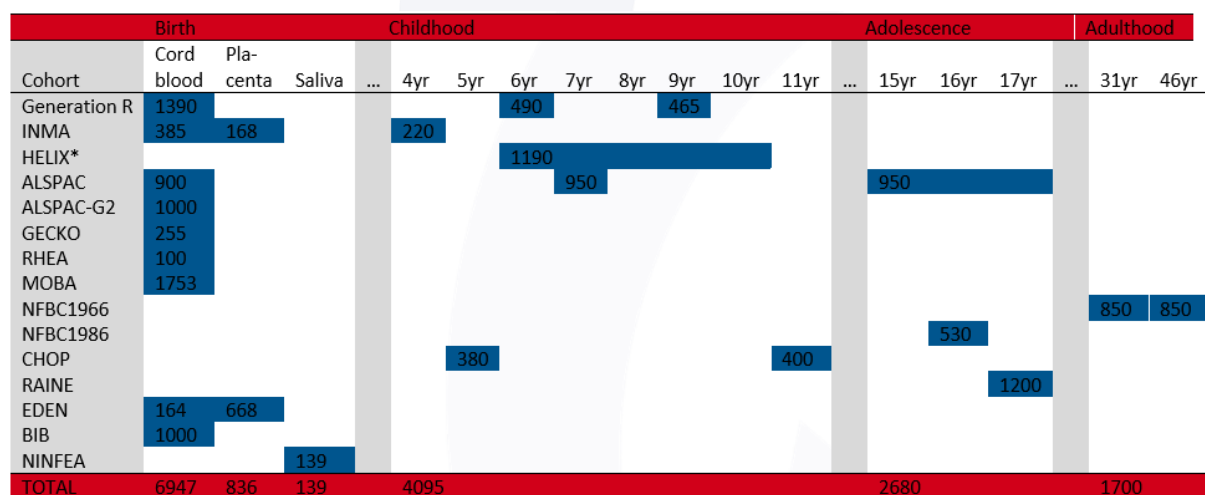 Birth Childhood Adolescence Adulthood
Cord Pla-
Cohort blood centa Saliva ... 4yr 5yr 6yr 7yr 8yr 9yr 10yr 11yr ... 15yr 16yr 17yr ... 31yr 46yr
Generation R 1390 490 465
INMA 385 168 220
HELIX* 1190
ALSPAC 900 950 950
ALSPAC-G2 1000
GECKO 255
RHEA 100
MOBA 1753
NFBC1966 850 850
NFBC1986 530
CHOP 380 400
RAINE 1200
EDEN 164 668
BIB 1000
NINFEA 139
TOTAL 6947 836 139 4095 2680 1700